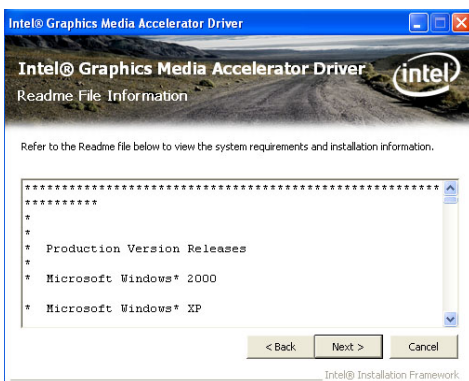 Intel® Graphics Media Accelerator Driver
Intel® Graphics Media Accelerator Driver
intel
Readme File Information
Refer to the Readme file below to view the system requirements and installation information.
********************************************************
**********
*
*
* Production Version Releases
*
* Microsoft Windows* 2000
* Microsoft Windows* XP
< Back
Next >
Cancel
Intel® Installation Framework